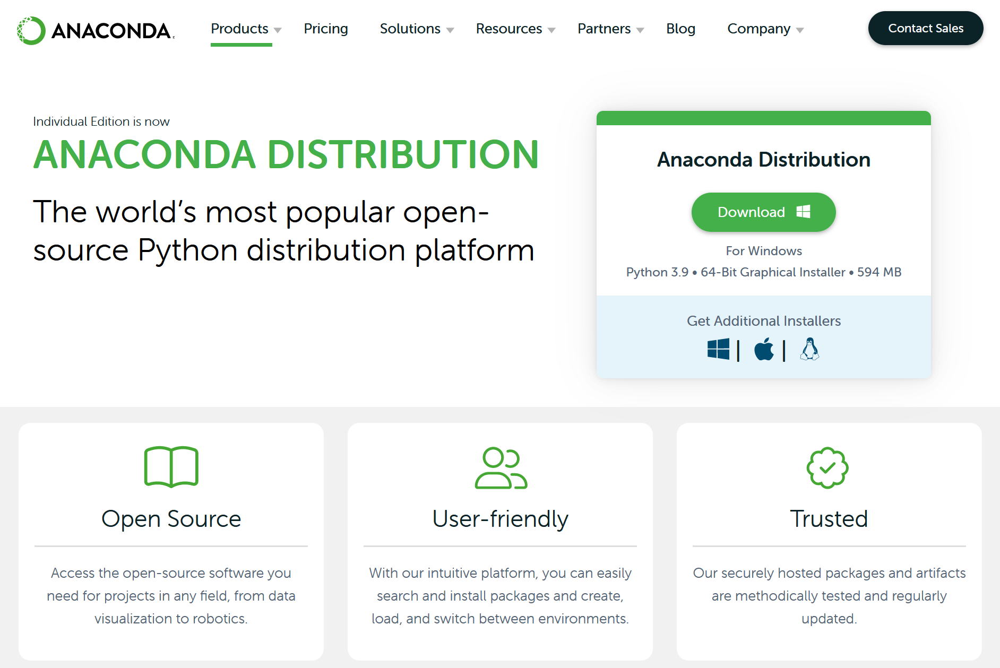 ANACONDA
Products
Pricing
Solutions
Resources
Partners
Blog
Company
Contact Sales
Individual Edition is now
ANACONDA DISTRIBUTION
The world’s most popular open-
source Python distribution platform
Anaconda Distribution
Download
For Windows
Python 3.9 • 64-Bit Graphical Installer • 594 MB
Get Additional Installers
Open Source
Access the open-source software you
need for projects in any field, from data
visualization to robotics.
User-friendly
With our intuitive platform, you can easily
search and install packages and create,
load, and switch between environments.
Trusted
Our securely hosted packages and artifacts
are methodically tested and regularly
updated.